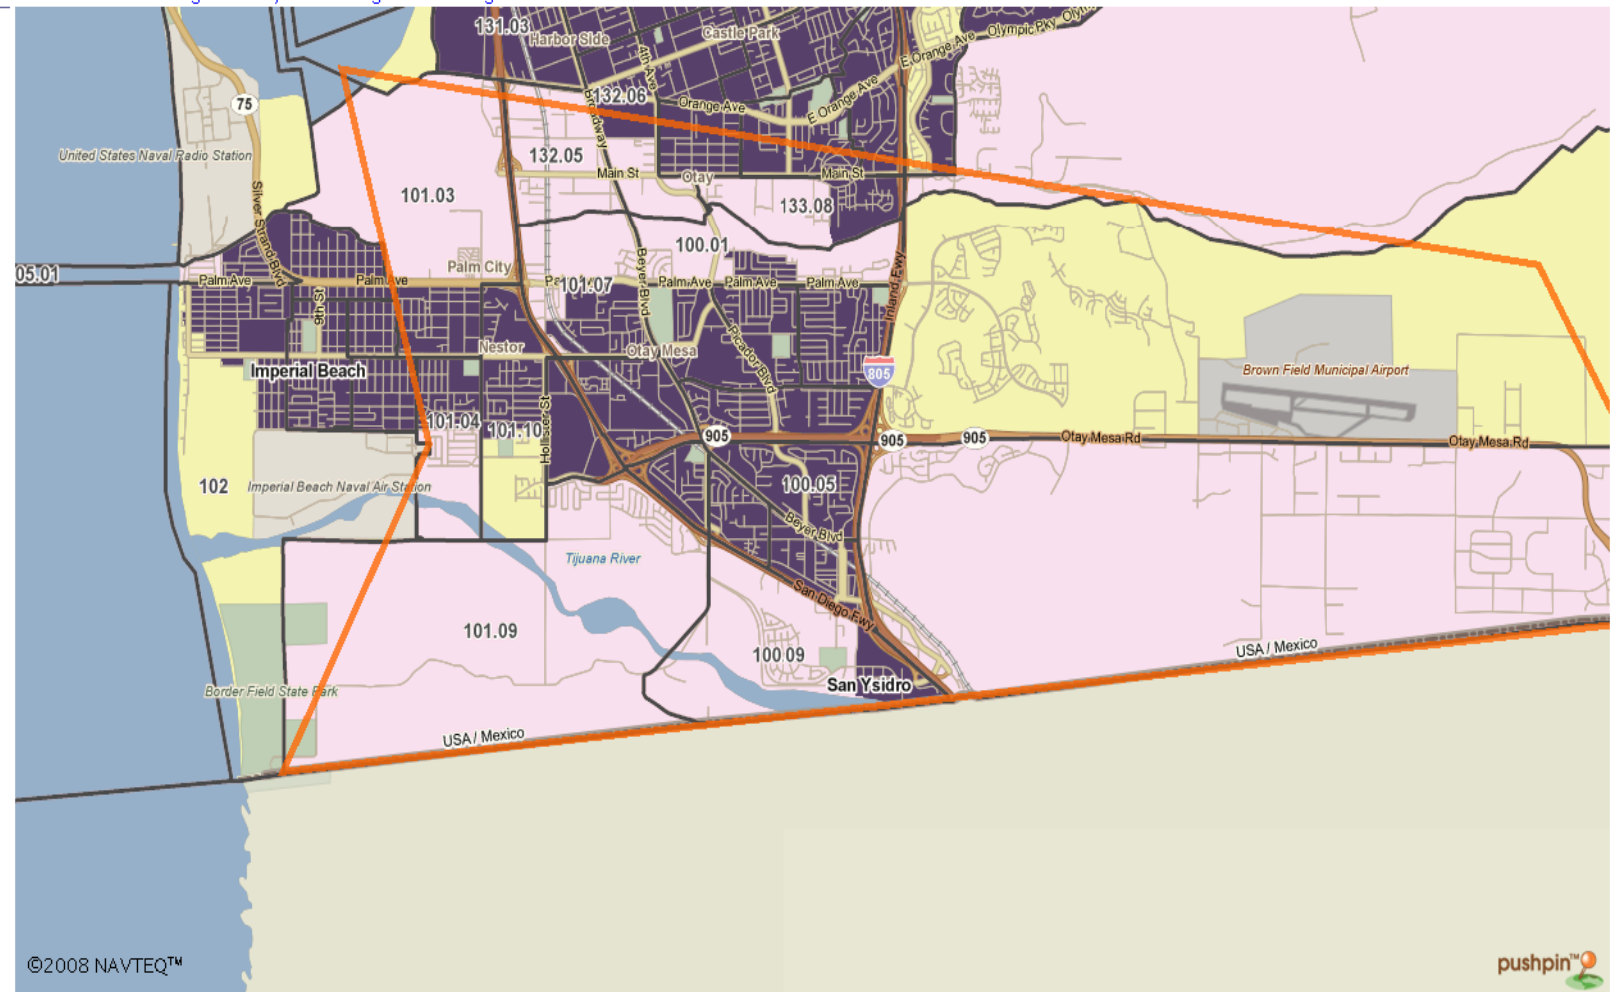 131.03
Harbor Side
Castle Park
4th Ave
Olympic Pky
E Orange Ave
75
132.06
Orange Ave
E Orange Ave
Broadway
United States Naval Radio Station
132.05
Main St
Otay
Main St
101.03
133.08
Silver Strand Blvd
100.01
Palm City
05.01
Palm Ave
Palm Ave
101.07
Palm Ave
Palm Ave
Palm Ave
Beyer Blvd
Inland Fwy
9th St
Picador Blvd
Nestor
Otay Mesa
Imperial Beach
805
Brown Field Municipal Airport
101.04
101.10
Hollister St
905
905
905
Otay Mesa Rd
Otay Mesa Rd
102
Imperial Beach Naval Air Station
100.05
Beyer Blvd
Tijuana River
San Diego Fwy
101.09
100.09
USA / Mexico
San Ysidro
Border Field State Park
USA / Mexico
©2008 NAVTEQ™
pushpin™